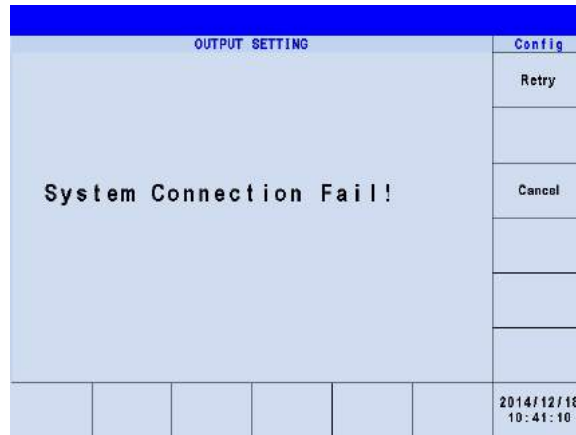 OUTPUT SETTING
Config
Retry
System Connection Fail!
Cancel
2014/12/18
10:41:10